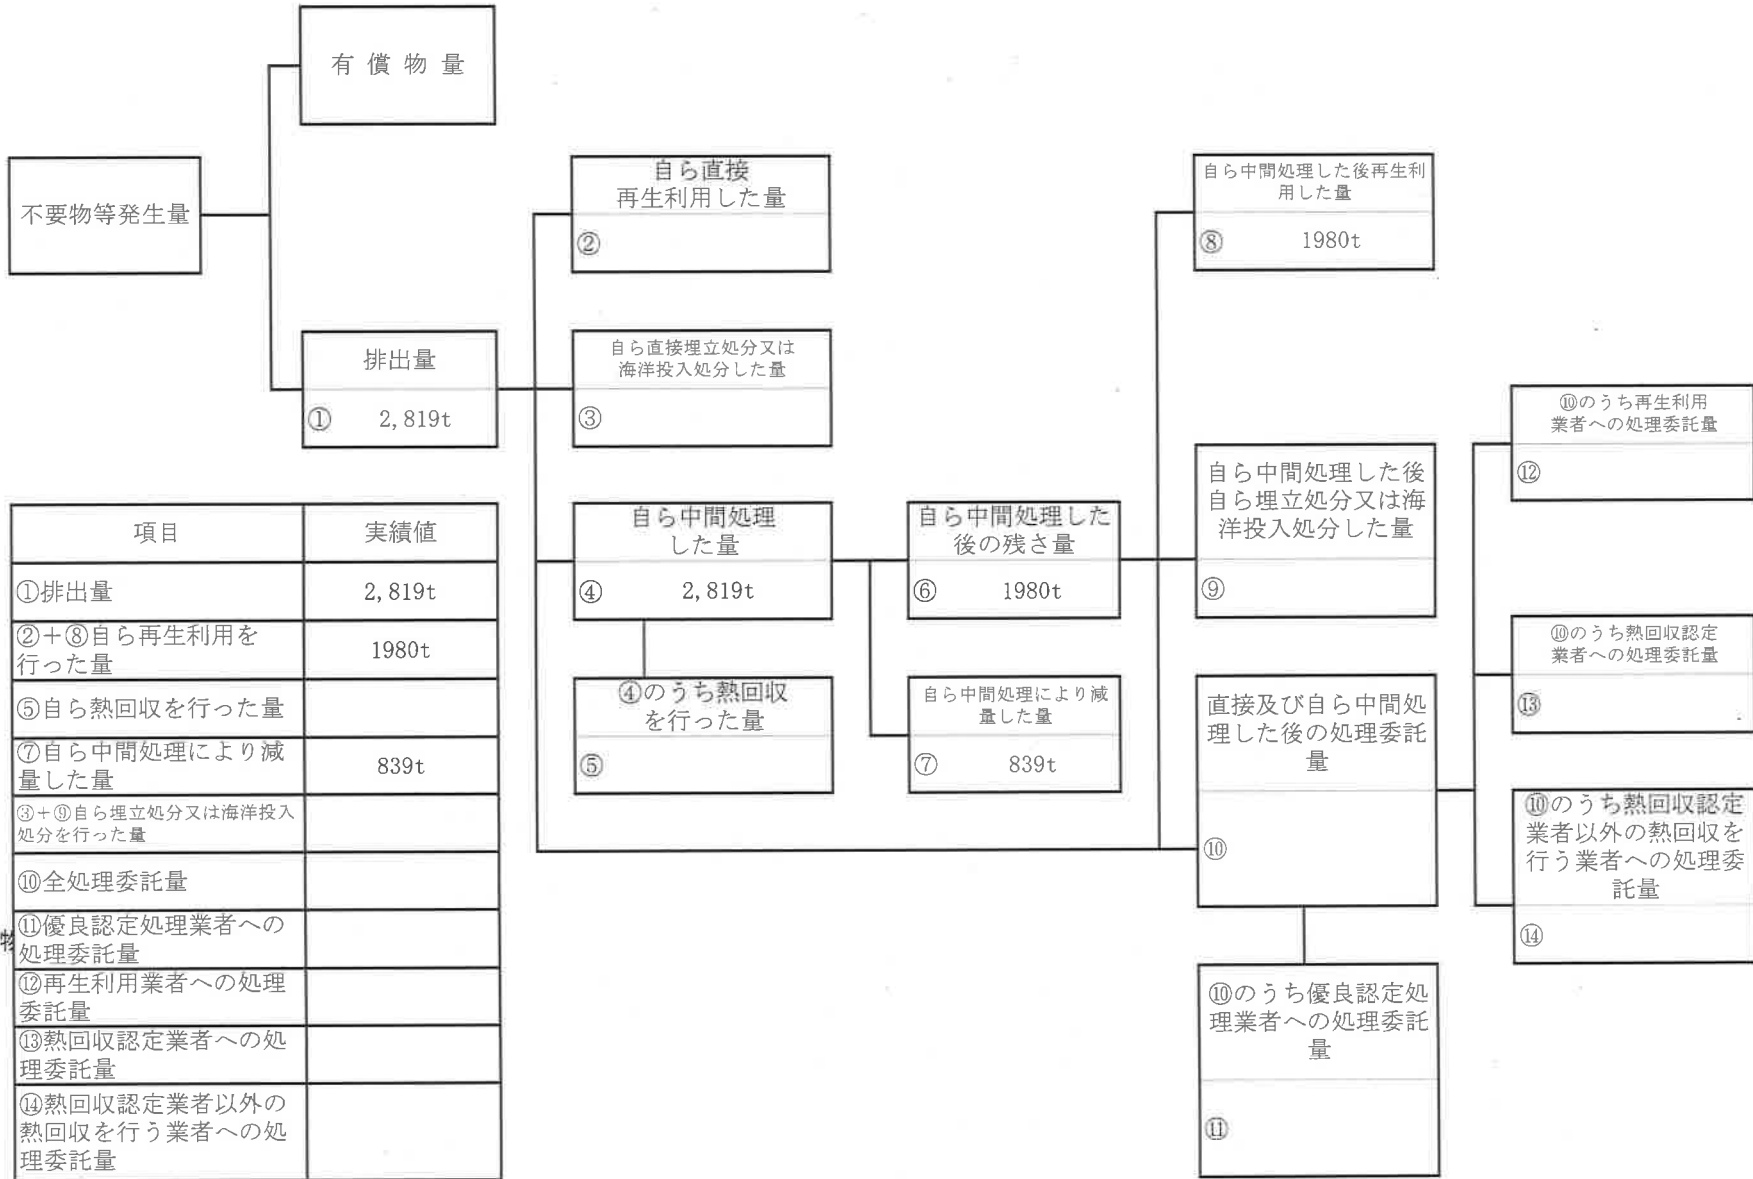 有償物量
不要物等発生量
排出量
① 2,819t
自ら直接
再生利用した量
②
自ら直接埋立処分又は
海洋投入処分した量
③
自ら中間処理
した量
④ 2,819t
④のうち熱回収
を行った量
⑤
自ら中間処理した
後の残さ量
⑥ 1980t
自ら中間処理により減
量した量
⑦ 839t
自ら中間処理した後再生利
用した量
⑧ 1980t
自ら中間処理した後
自ら埋立処分又は海
洋投入処分した量
⑨
直接及び自ら中間処
理した後の処理委託
量
⑩
⑩のうち優良認定処
理業者への処理委託
量
⑪
⑩のうち再生利用
業者への処理委託量
⑫
⑩のうち熱回収認定
業者への処理委託量
⑬
⑩のうち熱回収認定
業者以外の熱回収を
行う業者への処理委
託量
⑭
項目 実績値
①排出量 2,819t
②+⑧自ら再生利用を
行った量 1980t
⑤自ら熱回収を行った量
⑦自ら中間処理により減
量した量 839t
③+⑨自ら埋立処分又は海洋投入
処分を行った量
⑩全処理委託量
⑪優良認定処理業者への
処理委託量
⑫再生利用業者への処理
委託量
⑬熱回収認定業者への処
理委託量
⑭熱回収認定業者以外の
熱回収を行う業者への処
理委託量